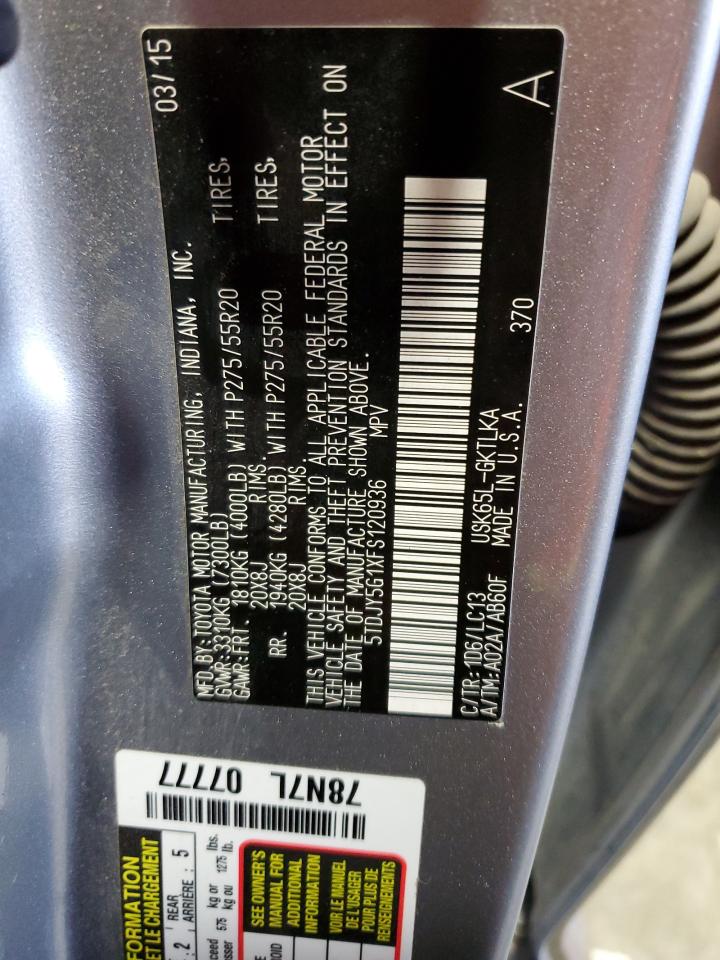 MFD.BY:TOYOTA MOTOR MANUFACTURING, INDIANA, INC. 03/15
GVWR:3310KG (7300LB)
GAWR:FRT. 1810KG (4000LB) WITH P275/55R20 TIRES,
20X8J RIMS.
RR. 1940KG (4280LB) WITH P275/55R20 TIRES,
20X8J RIMS.
THIS VEHICLE CONFORMS TO ALL APPLICABLE FEDERAL MOTOR
VEHICLE SAFETY AND THEFT PREVENTION STANDARDS IN EFFECT ON
THE DATE OF MANUFACTURE SHOWN ABOVE.
5TDJY5G1XFS120936 MPV
C/TR:1D6/LC13 USK65L-GKTLKA 370 A
A/TM:A02A/AB60F MADE IN U.S.A.
78N7L 07777
FORMATION
ET LE CHARGEMENT
: 2 REAR
ARRIÈRE : 5
xceed 575 kg or 1275 lbs.
sser kg ou lb.
SEE OWNER'S
MANUAL FOR
ADDITIONAL
INFORMATION
VOIR LE MANUEL
DE L'USAGER
POUR PLUS DE
RENSEIGNEMENTS